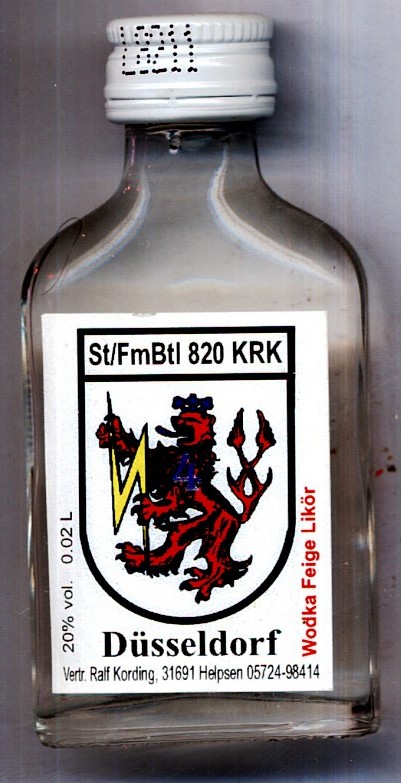 St/FmBtl 820 KRK
4
20% vol. 0.02 L
Wodka Feige Likör
Düsseldorf
Vertr. Ralf Kording, 31691 Helpsen 05724-98414